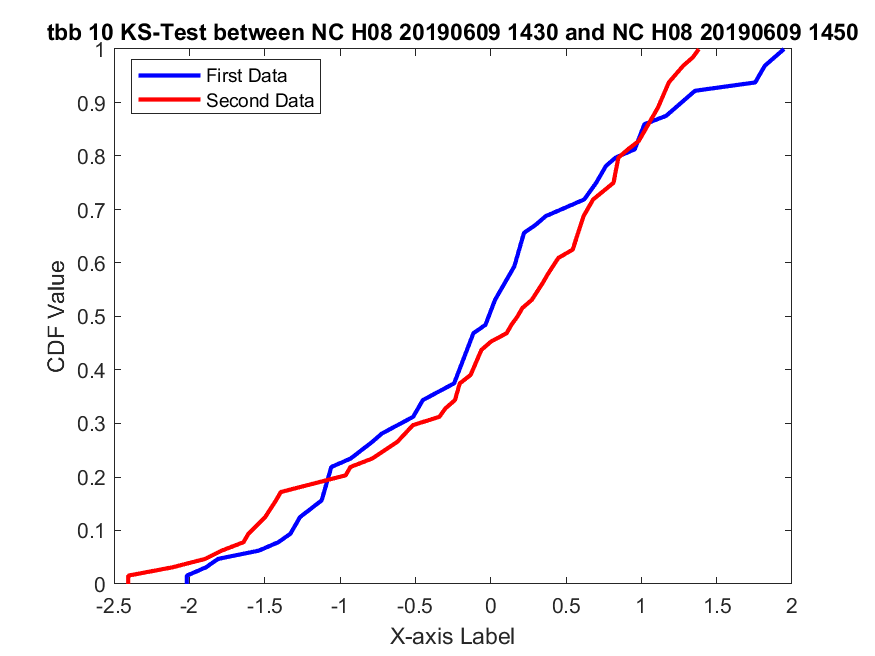 tbb 10 KS-Test between NC H08 20190609 1430 and NC H08 20190609 1450
First Data
Second Data
1
0.9
0.8
0.7
0.6
0.5
0.4
0.3
0.2
0.1
0
CDF Value
-2.5 -2 -1.5 -1 -0.5 0 0.5 1 1.5 2
X-axis Label